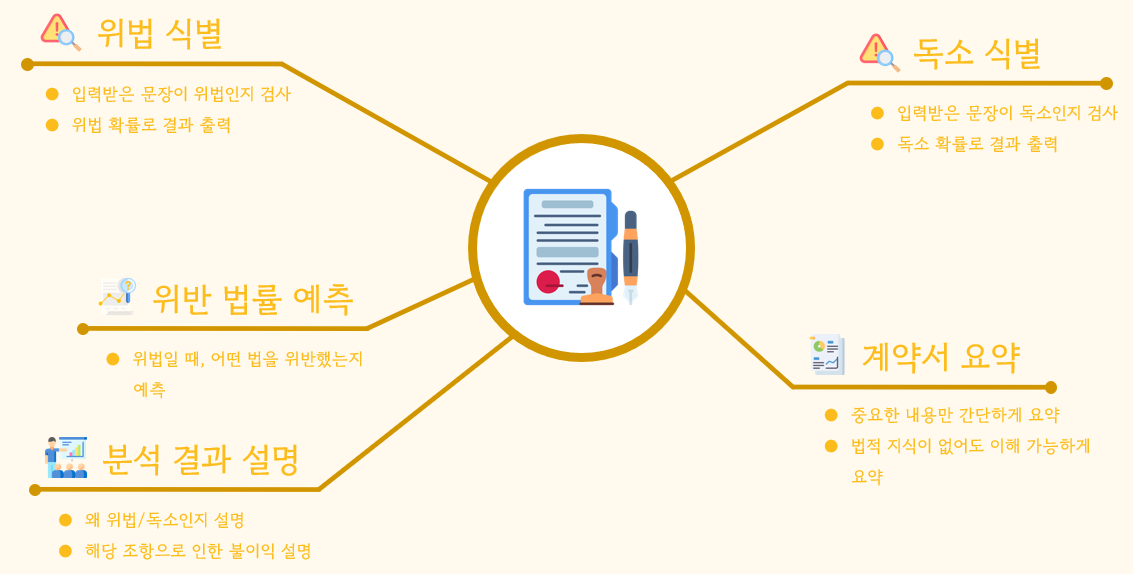 위법 식별
입력받은 문장이 위법인지 검사
위법 확률로 결과 출력
독소 식별
입력받은 문장이 독소인지 검사
독소 확률로 결과 출력
위반 법률 예측
위법일 때, 어떤 법을 위반했는지
예측
계약서 요약
중요한 내용만 간단하게 요약
법적 지식이 없어도 이해 가능하게
요약
분석 결과 설명
왜 위법/독소인지 설명
해당 조항으로 인한 불이익 설명